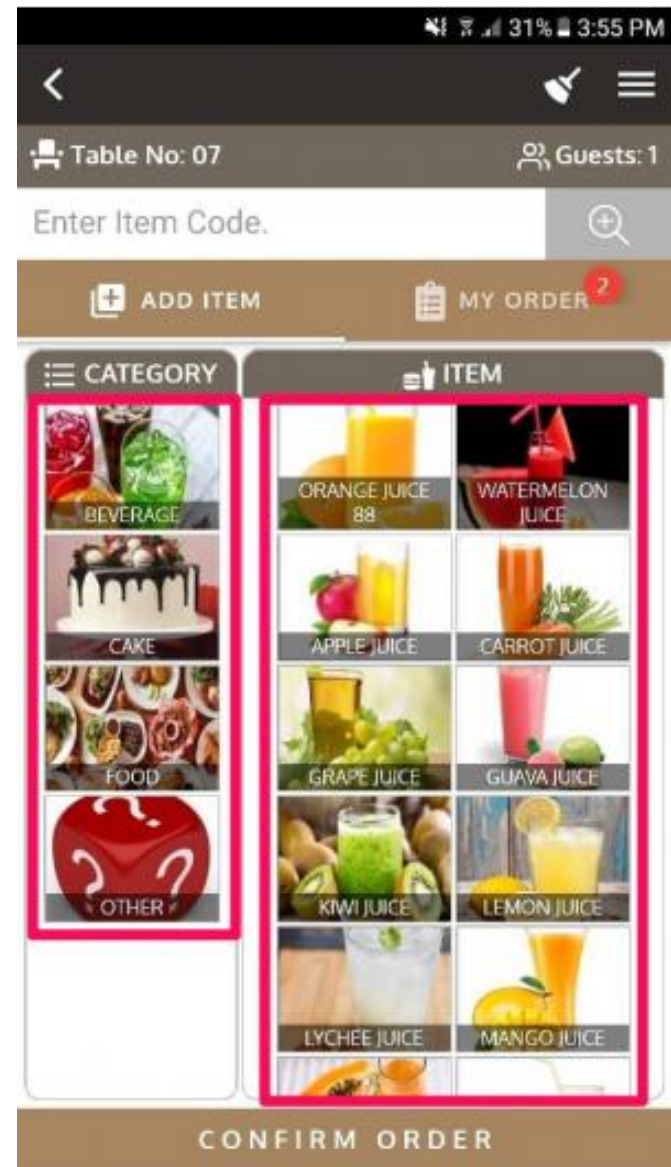 31% 3:55 PM
Table No: 07
Guests: 1
Enter Item Code.
ADD ITEM
MY ORDER
2
CATEGORY
ITEM
BEVERAGE
CAKE
FOOD
? ? ?
OTHER
ORANGE JUICE
88
WATERMELON
JUICE
APPLE JUICE
CARROT JUICE
GRAPE JUICE
GUAVA JUICE
KIWI JUICE
LEMON JUICE
LYCHEE JUICE
MANGO JUICE
CONFIRM ORDER